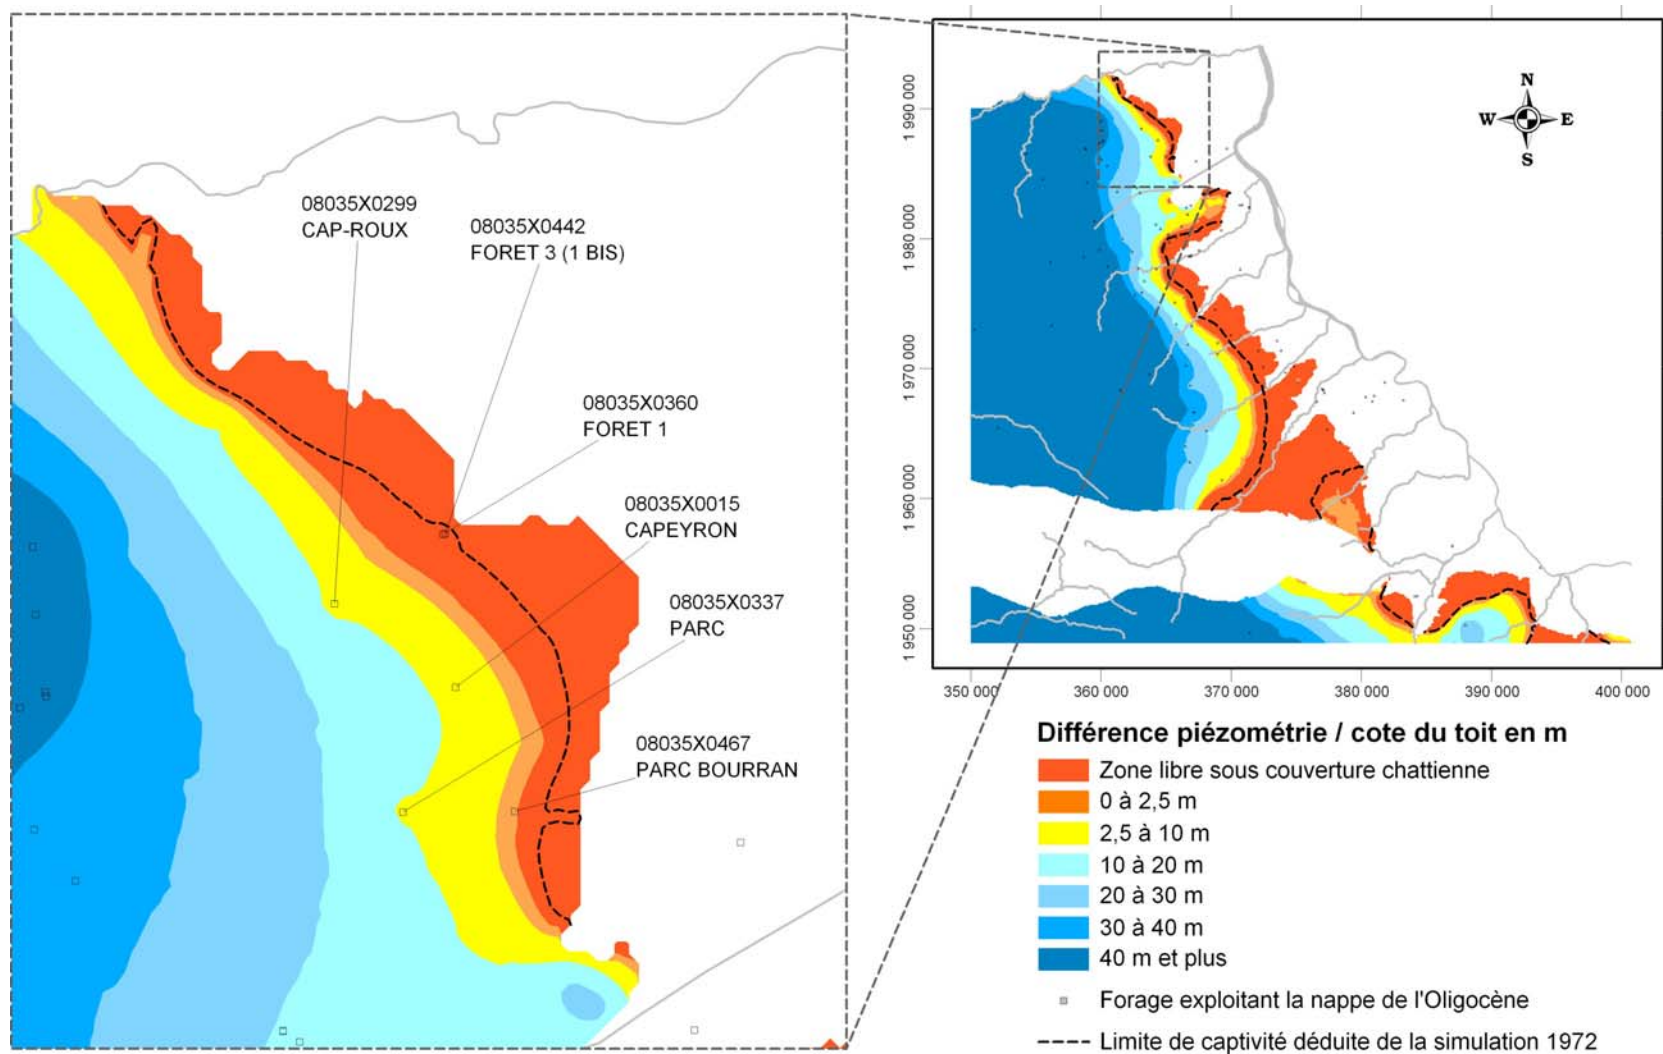 08035X0299
CAP-ROUX
08035X0442
FORET 3 (1 BIS)
08035X0360
FORET 1
08035X0015
CAPEYRON
08035X0337
PARC
08035X0467
PARC BOURRAN
N
W E
S
1 990 000
1 980 000
1 970 000
1 960 000
1 950 000
350 000 360 000 370 000 380 000 390 000 400 000
Différence piézométrie / cote du toit en m
Zone libre sous couverture chattienne
0 à 2,5 m
2,5 à 10 m
10 à 20 m
20 à 30 m
30 à 40 m
40 m et plus
Forage exploitant la nappe de l'Oligocène
Limite de captivité déduite de la simulation 1972